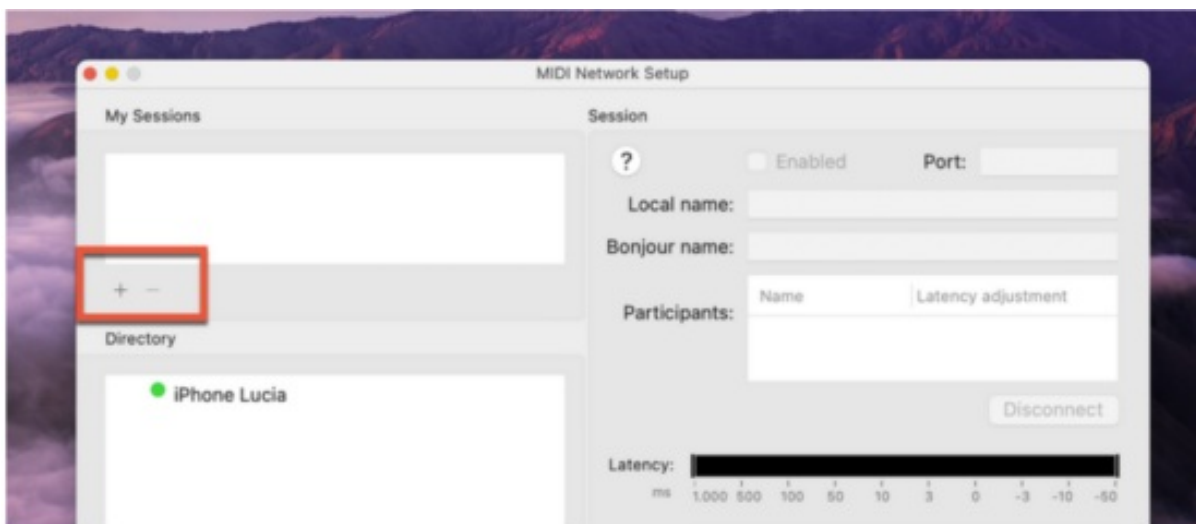 MIDI Network Setup
My Sessions
+ −
Directory
iPhone Lucia
Session
?
Enabled Port:
Local name:
Bonjour name:
Participants:
Name Latency adjustment
Disconnect
Latency:
ms 1.000 500 100 50 10 3 0 -3 -10 -50